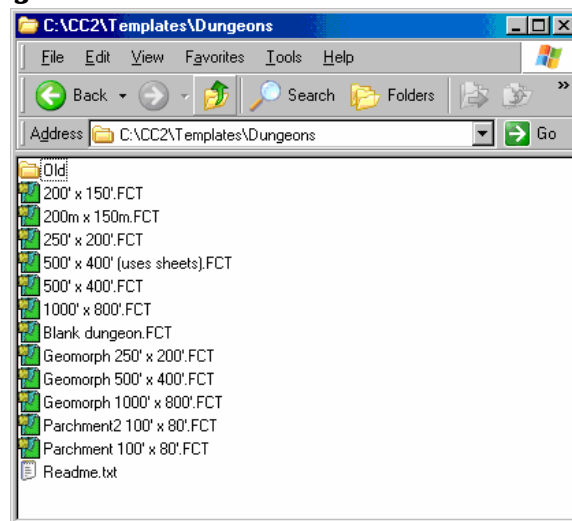 C:\CC2\Templates\Dungeons
File Edit View Favorites Tools Help
Back Search Folders »
Address C:\CC2\Templates\Dungeons Go
Old
200' x 150'.FCT
200m x 150m.FCT
250' x 200'.FCT
500' x 400' (uses sheets).FCT
500' x 400'.FCT
1000' x 800'.FCT
Blank dungeon.FCT
Geomorph 250' x 200'.FCT
Geomorph 500' x 400'.FCT
Geomorph 1000' x 800'.FCT
Parchment2 100' x 80'.FCT
Parchment 100' x 80'.FCT
Readme.txt